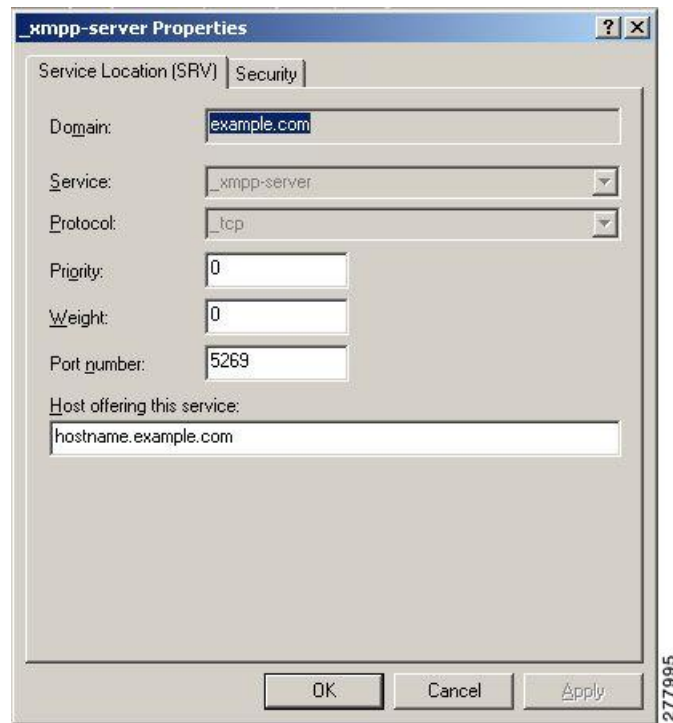 _xmpp-server Properties
Service Location (SRV) Security
Domain: example.com
Service: _xmpp-server
Protocol: _tcp
Priority: 0
Weight: 0
Port number: 5269
Host offering this service:
hostname.example.com
OK Cancel Apply
277995